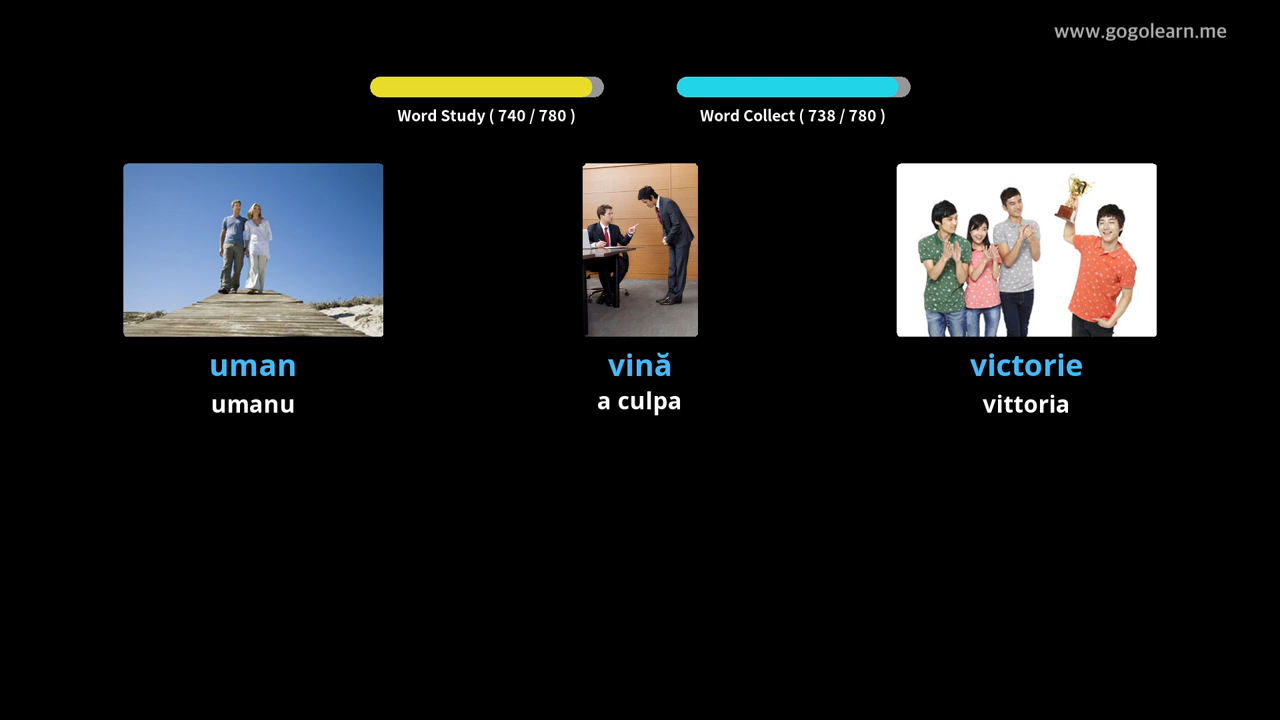 www.gogolearn.me
Word Study ( 740 / 780 )
Word Collect ( 738 / 780 )
uman
umanu
vină
a culpa
victorie
vittoria